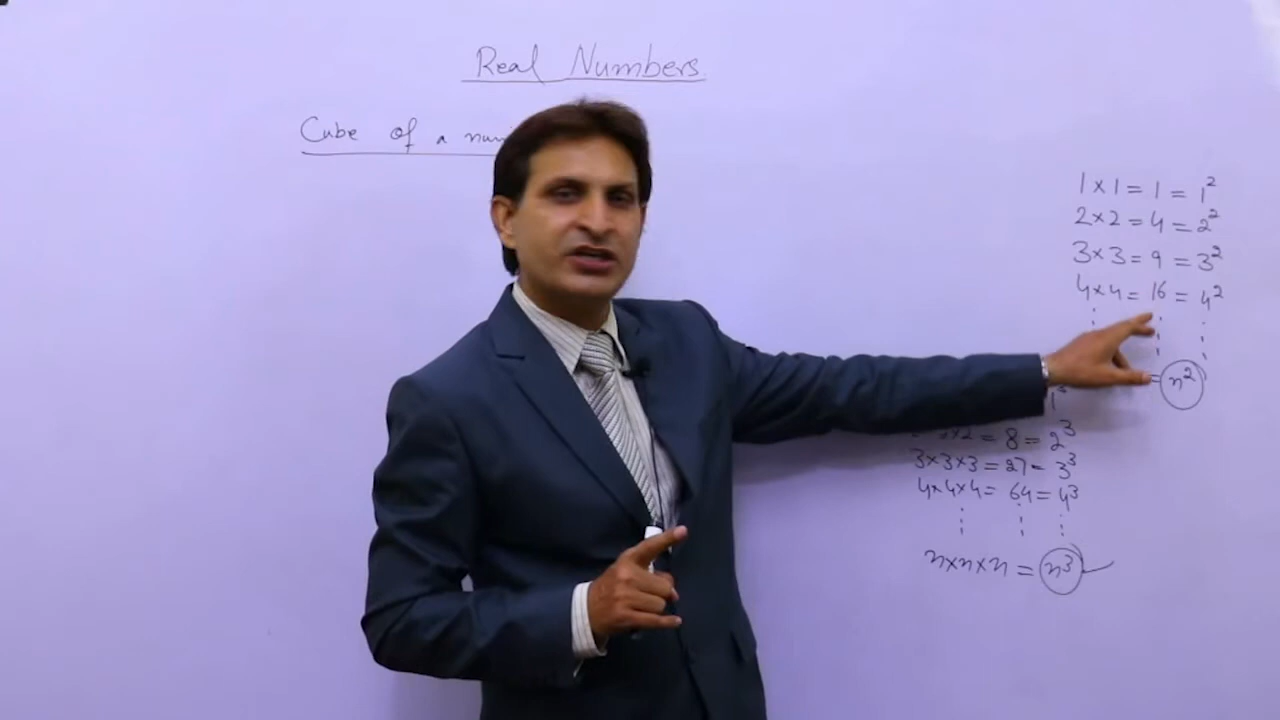 Real Numbers
Cube of a
1 × 1 = 1 = 1²
2 × 2 = 4 = 2²
3 × 3 = 9 = 3²
4 × 4 = 16 = 4²
= n²
×2 = 8 = 2³
3×3×3 = 27 = 3³
4×4×4 = 64 = 4³
n×n×n = n³